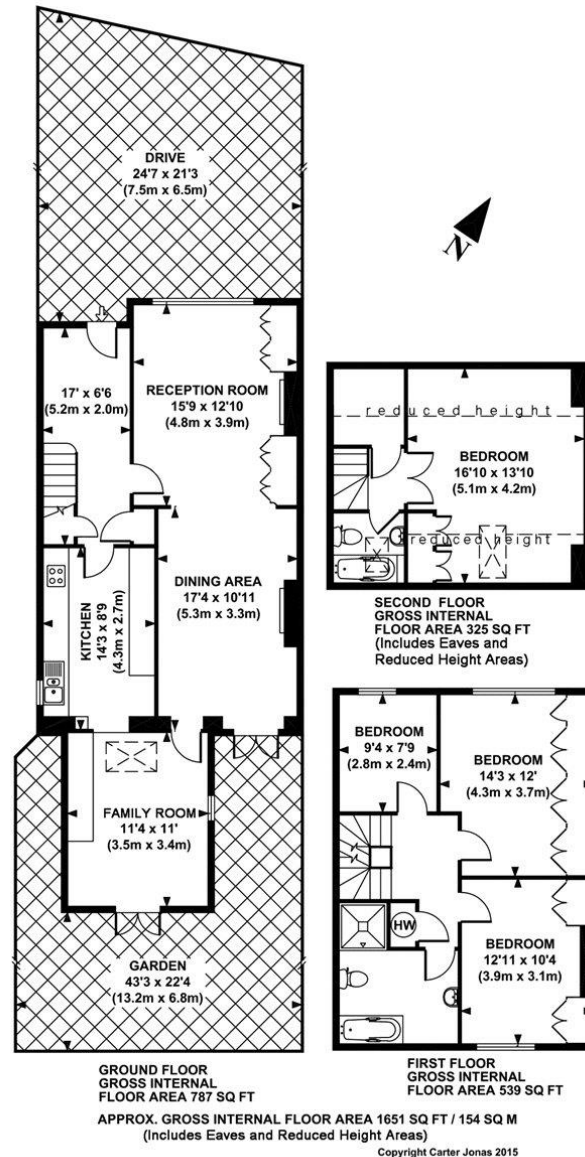 DRIVE
24'7 x 21'3
(7.5m x 6.5m)
N
17' x 6'6
(5.2m x 2.0m)
RECEPTION ROOM
15'9 x 12'10
(4.8m x 3.9m)
reduced height
BEDROOM
16'10 x 13'10
(5.1m x 4.2m)
reduced height
DINING AREA
17'4 x 10'11
(5.3m x 3.3m)
KITCHEN
14'3 x 8'9
(4.3m x 2.7m)
SECOND FLOOR
GROSS INTERNAL
FLOOR AREA 325 SQ FT
(Includes Eaves and
Reduced Height Areas)
BEDROOM
9'4 x 7'9
(2.8m x 2.4m)
BEDROOM
14'3 x 12'
(4.3m x 3.7m)
FAMILY ROOM
11'4 x 11'
(3.5m x 3.4m)
HW
BEDROOM
12'11 x 10'4
(3.9m x 3.1m)
GARDEN
43'3 x 22'4
(13.2m x 6.8m)
GROUND FLOOR
GROSS INTERNAL
FLOOR AREA 787 SQ FT
FIRST FLOOR
GROSS INTERNAL
FLOOR AREA 539 SQ FT
APPROX. GROSS INTERNAL FLOOR AREA 1651 SQ FT / 154 SQ M
(Includes Eaves and Reduced Height Areas)
Copyright Carter Jonas 2015